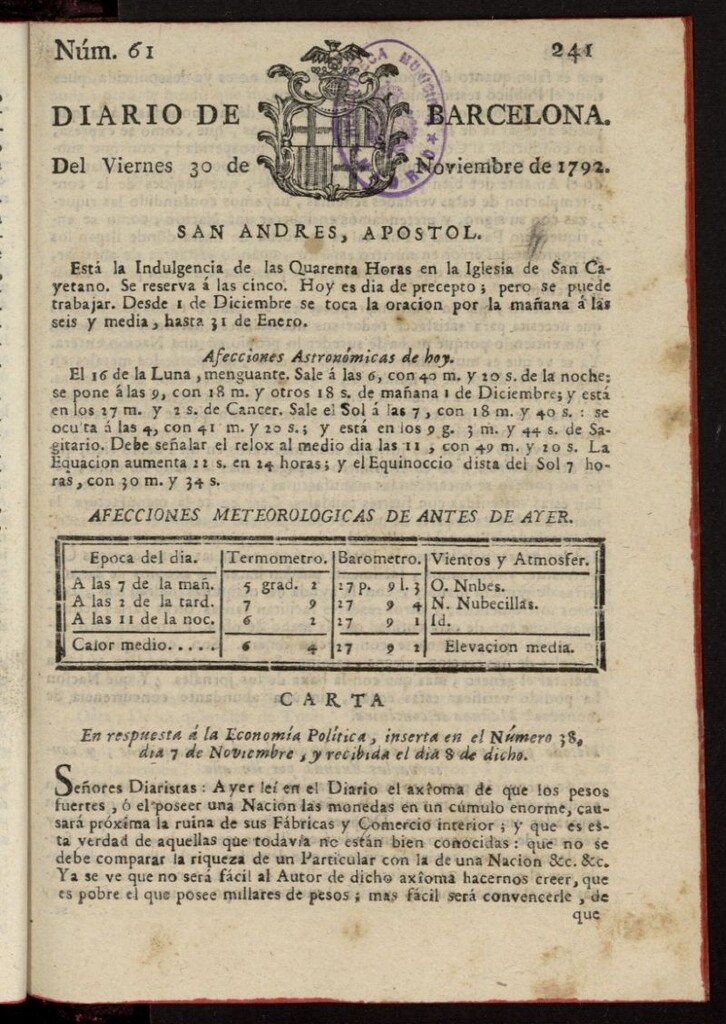 Núm. 61 241
DIARIO DE BARCELONA.
Del Viernes 30 de Noviembre de 1792.
SAN ANDRES, APOSTOL.
Está la Indulgencia de las Quarenta Horas en la Iglesia de San Ca-
yetano. Se reserva á las cinco. Hoy es dia de precepto; pero se puede
trabajar. Desde 1 de Diciembre se toca la oracion por la mañana á las
seis y media, hasta 31 de Enero.
Afecciones Astronómicas de hoy.
El 16 de la Luna, menguante. Sale á las 6, con 40 m. y 20 s. de la noche:
se pone á las 9, con 18 m. y otros 18 s. de mañana 1 de Diciembre; y está
en los 27 m. y 2 s. de Cancer. Sale el Sol á las 7, con 18 m. y 40 s. : se
oculta á las 4, con 41 m. y 20 s.; y está en los 9 g. 3 m. y 44 s. de Sa-
gitario. Debe señalar el relox al medio dia las 11, con 49 m. y 20 s. La
Equacion aumenta 22 s. en 24 horas; y el Equinoccio dista del Sol 7 ho-
ras, con 30 m. y 34 s.
AFECCIONES METEOROLOGICAS DE ANTES DE AYER.
Epoca del dia. Termometro. Barometro. Vientos y Atmosfer.
A las 7 de la mañ. 5 grad. 2 27 p. 9 l. 3 O. Nnbes.
A las 2 de la tard. 7 9 27 9 4 N. Nubecillas.
A las 11 de la noc. 6 2 27 9 1 Id.
Calor medio..... 6 4 27 9 2 Elevacion media.
CARTA
En respuesta á la Economía Política, inserta en el Número 38,
dia 7 de Noviembre, y recibida el dia 8 de dicho.
Señores Diaristas: Ayer leí en el Diario el axîoma de que los pesos
fuertes, ó el poseer una Nacion las monedas en un cúmulo enorme, cau-
sará próxîma la ruina de sus Fábricas y Comercio interior; y que es es-
ta verdad de aquellas que todavia no están bien conocidas: que no se
debe comparar la riqueza de un Particular con la de una Nacion &c. &c.
Ya se ve que no será fácil al Autor de dicho axîoma hacernos creer, que
es pobre el que posee millares de pesos; mas fácil será convencerle, de
que